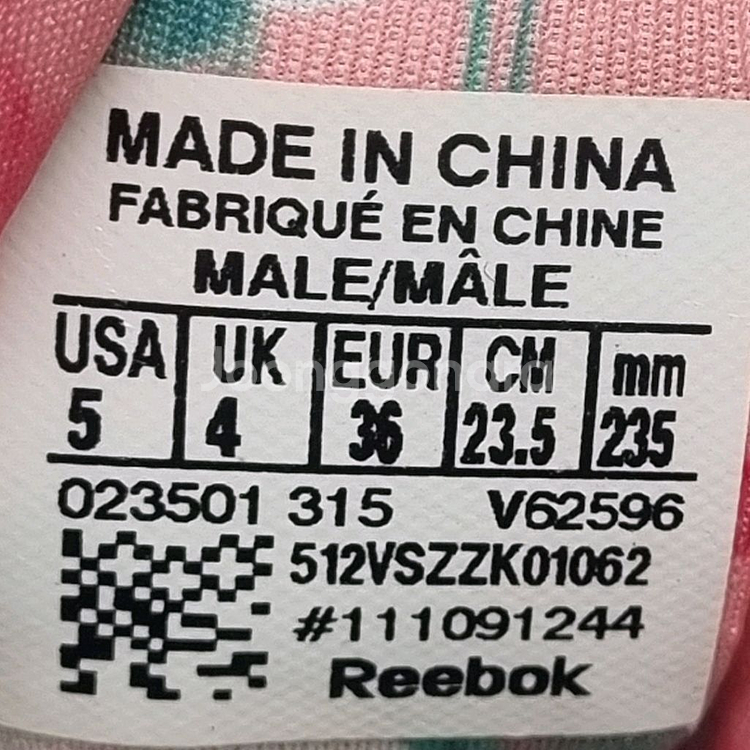 MADE IN CHINA
FABRIQUÉ EN CHINE
MALE/MÂLE
USA UK EUR CM mm
5 4 36 23.5 235
023501 315 V62596
512VSZZK01062
#111091244
Reebok